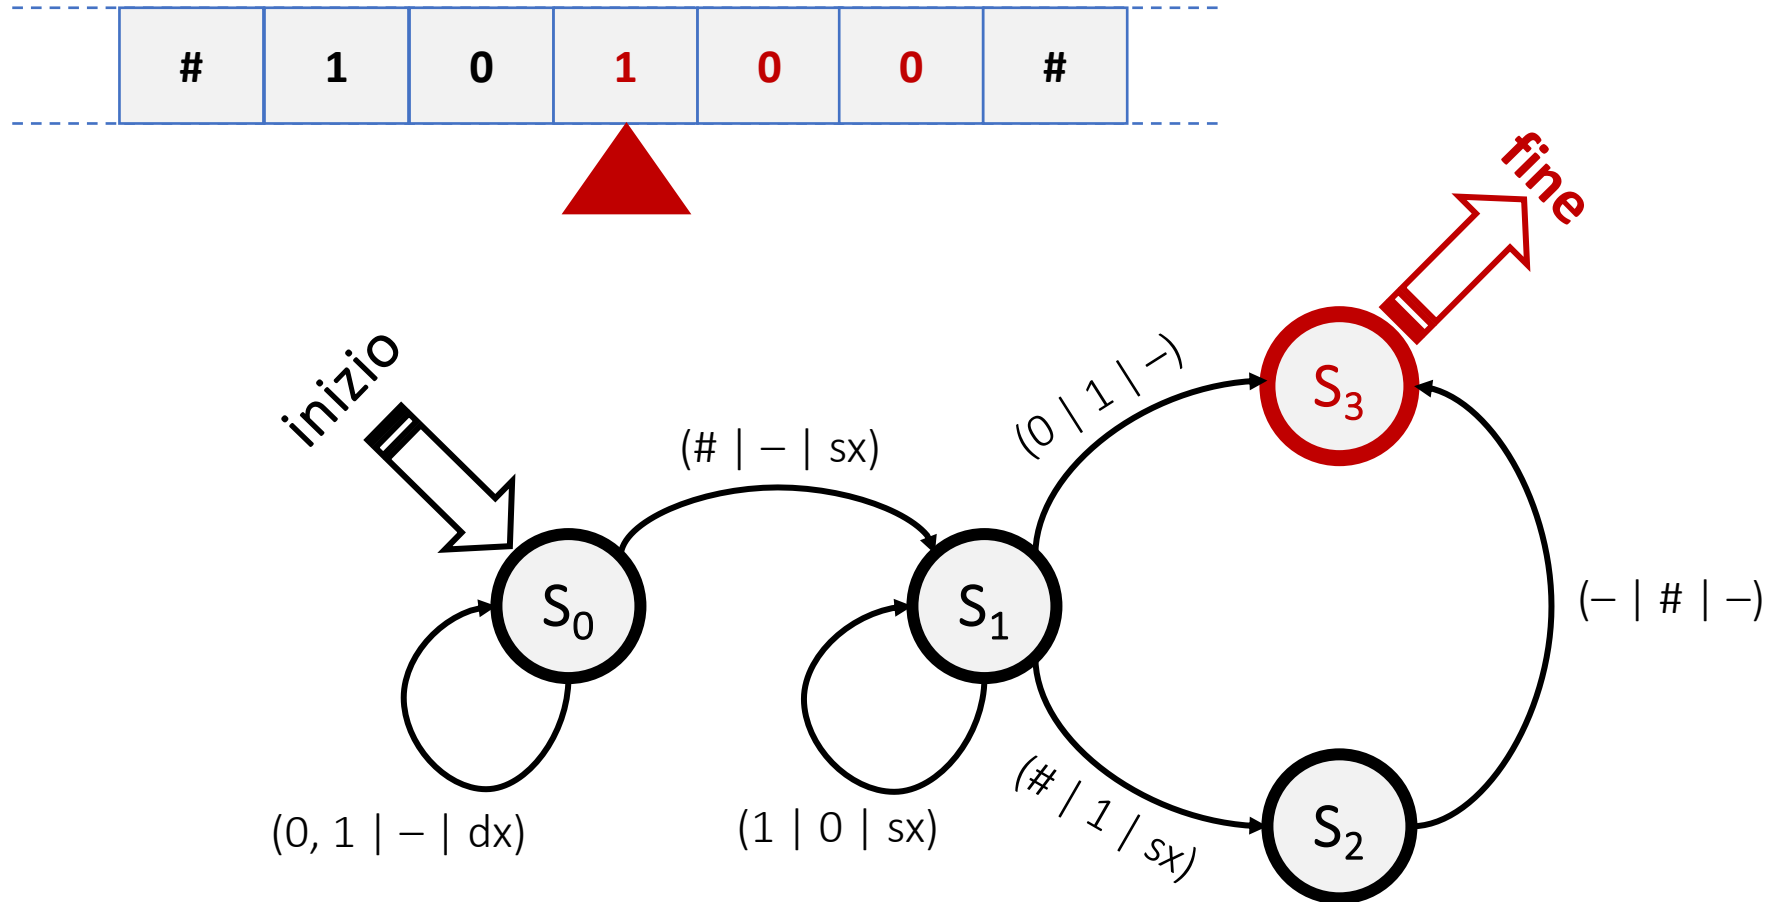 # 1 0 1 0 0 #
fine
inizio
(0 | 1 | –)
S3
(# | – | sx)
S0
S1
(– | # | –)
(0, 1 | – | dx)
(1 | 0 | sx)
(# | 1 | sx)
S2